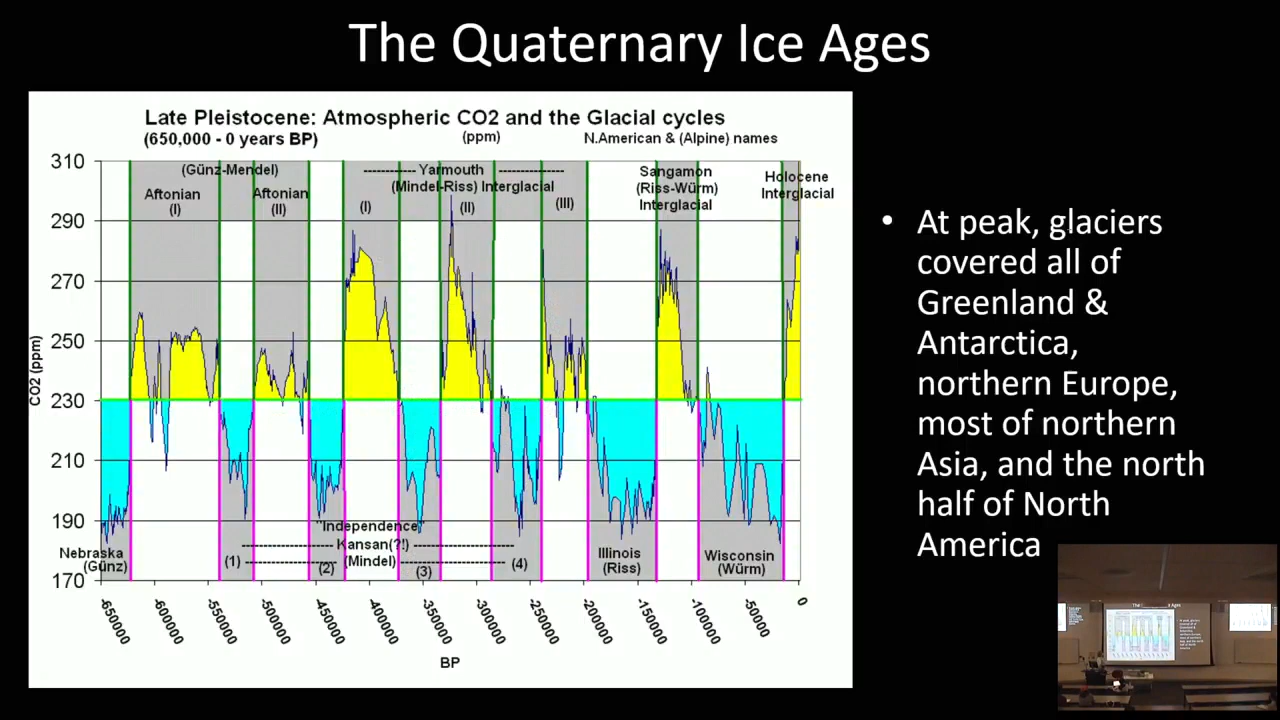 The Quaternary Ice Ages
Late Pleistocene: Atmospheric CO2 and the Glacial cycles
(650,000 - 0 years BP) (ppm) N.American & (Alpine) names
310
290
270
250
230
210
190
170
CO2 (ppm)
(Günz-Mendel)
Aftonian
(I)
Aftonian
(II)
---------- Yarmouth -------------
(Mindel-Riss) Interglacial
(I)
(II)
(III)
Sangamon
(Riss-Würm)
Interglacial
Holocene
Interglacial
Nebraska
(Günz)
"Independence"
----------------- Kansan(?!) -------------------
(Mindel)
(1)
(2)
(3)
(4)
Illinois
(Riss)
Wisconsin
(Würm)
-650000
-600000
-550000
-500000
-450000
-400000
-350000
-300000
-250000
-200000
-150000
-100000
-50000
0
BP
• At peak, glaciers
covered all of
Greenland &
Antarctica,
northern Europe,
most of northern
Asia, and the north
half of North
America